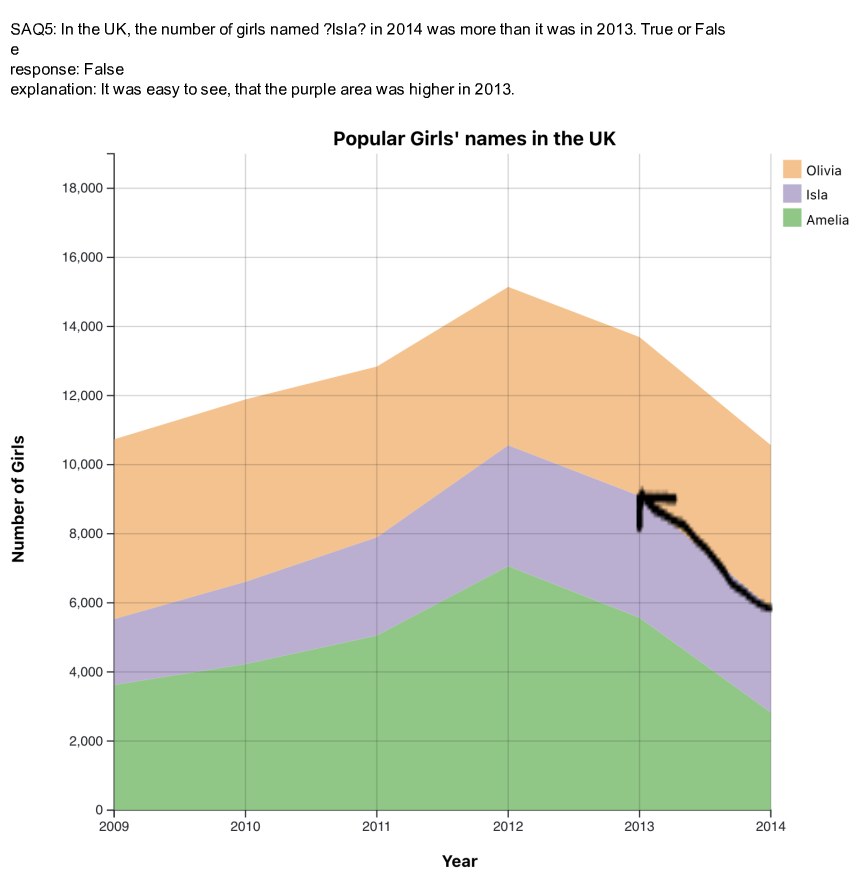 SAQ5: In the UK, the number of girls named ?Isla? in 2014 was more than it was in 2013. True or Fals
e
response: False
explanation: It was easy to see, that the purple area was higher in 2013.
Popular Girls' names in the UK
Olivia
Isla
Amelia
18,000
16,000
14,000
12,000
10,000
8,000
6,000
4,000
2,000
0
Number of Girls
2009 2010 2011 2012 2013 2014
Year